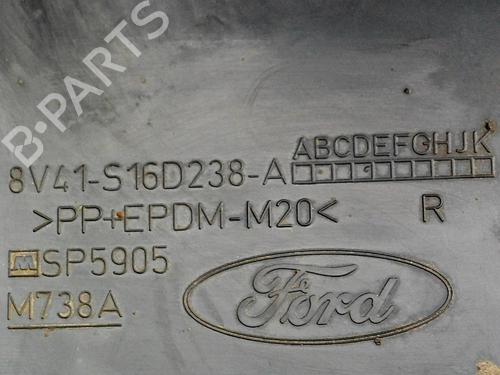 B-PARTS
ABCDEFGHJK
8V41-S16D238-A
>PP+EPDM-M20< R
M SP5905
M738A
Ford